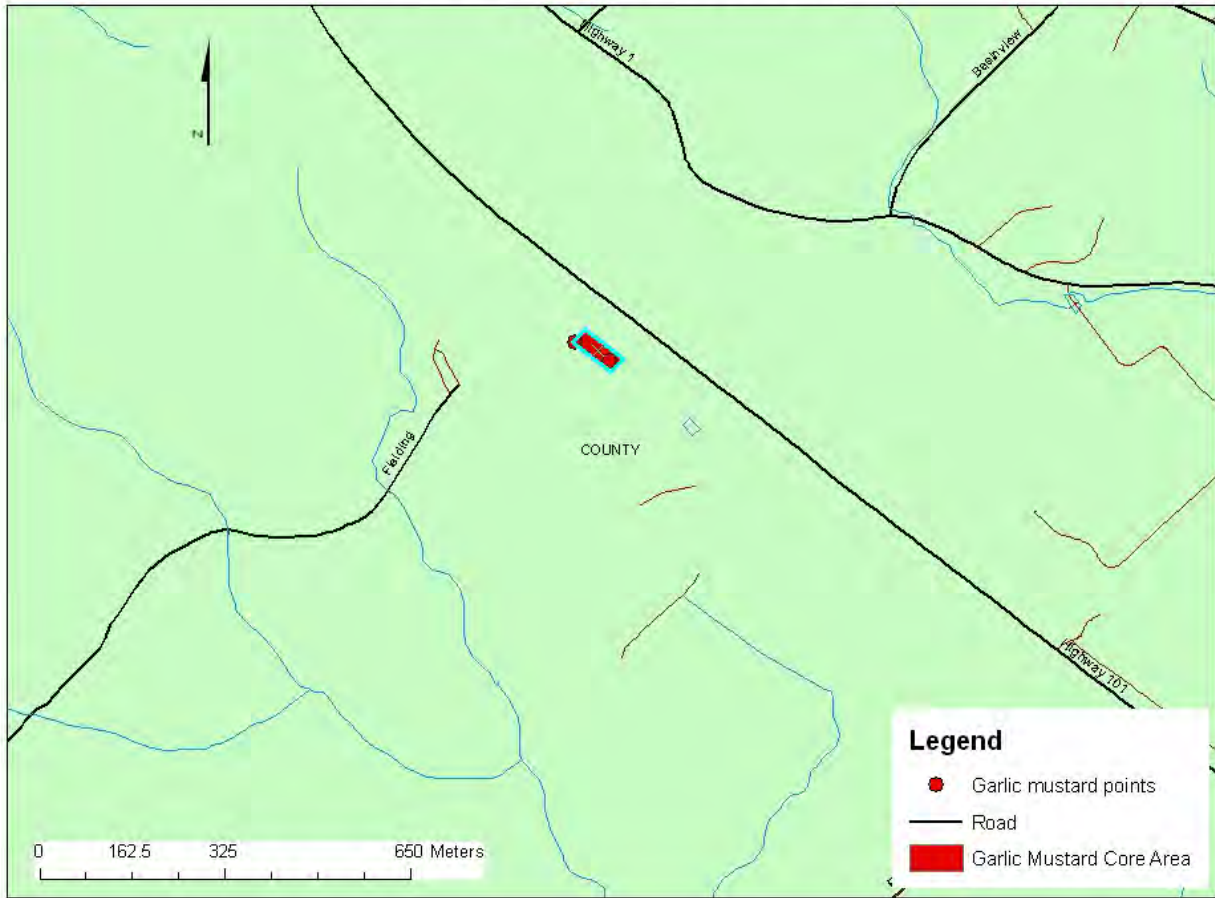 Highway 1
Basinview
N
Fielding
COUNTY
Highway 101
Legend
Garlic mustard points
Road
Garlic Mustard Core Area
0 162.5 325 650 Meters